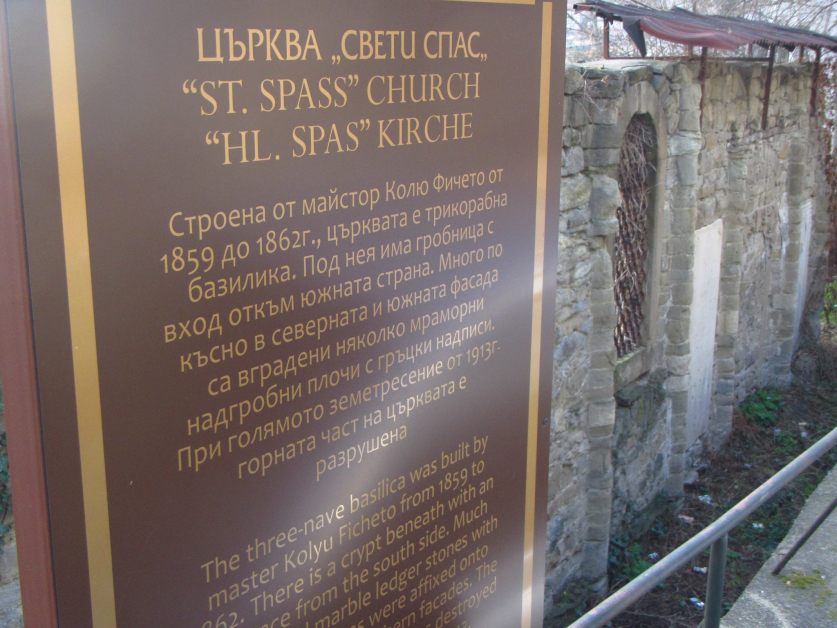 ЦЪРКВА „СВЕТИ СПАС„
“ST. SPASS” CHURCH
“HL. SPAS” KIRCHE
Строена от майстор Колю Фичето от
1859 до 1862г., църквата е трикорабна
базилика. Под нея има гробница с
вход откъм южната страна. Много по
късно в северната и южната фасада
са вградени няколко мраморни
надгробни плочи с гръцки надписи.
При голямото земетресение от 1913г.
горната част на църквата е
разрушена
The three-nave basilica was built by
master Kolyu Ficheto from 1859 to
862. There is a crypt beneath with an
from the south side. Much
marble ledger stones with
were affixed onto
facades. The
destroyed